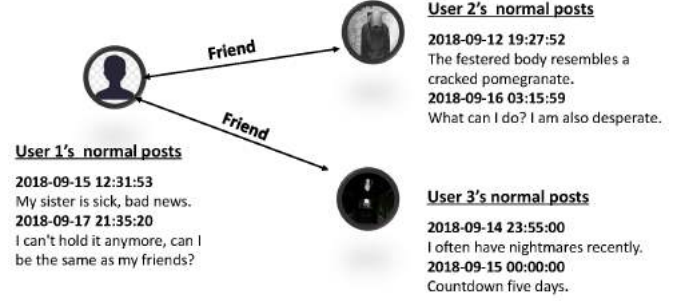 User 2's normal posts
2018-09-12 19:27:52
The festered body resembles a
cracked pomegranate.
2018-09-16 03:15:59
What can I do? I am also desperate.
Friend
Friend
User 1's normal posts
2018-09-15 12:31:53
My sister is sick, bad news.
2018-09-17 21:35:20
I can't hold it anymore, can I
be the same as my friends?
User 3's normal posts
2018-09-14 23:55:00
I often have nightmares recently.
2018-09-15 00:00:00
Countdown five days.